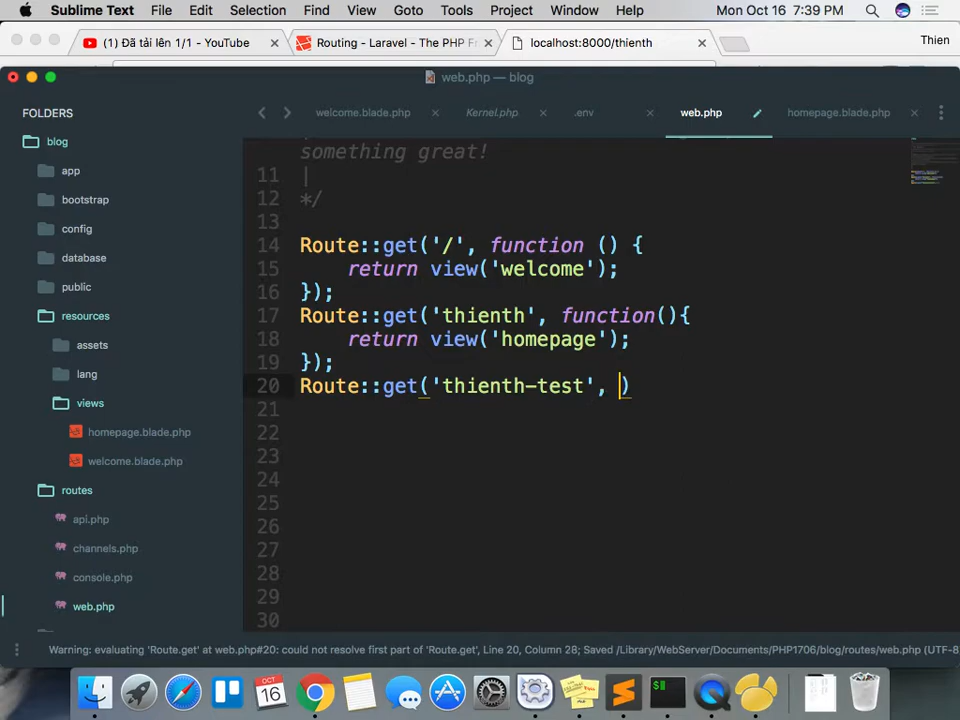 Sublime Text File Edit Selection Find View Goto Tools Project Window Help Mon Oct 16 7:39 PM
(1) Đã tải lên 1/1 - YouTube Routing - Laravel - The PHP Fr localhost:8000/thienth Thien
web.php — blog
FOLDERS
blog
app
bootstrap
config
database
public
resources
assets
lang
views
homepage.blade.php
welcome.blade.php
routes
api.php
channels.php
console.php
web.php
welcome.blade.php Kernel.php .env web.php homepage.blade.php
something great!
11 |
12 */
13
14 Route::get('/', function () {
15 return view('welcome');
16 });
17 Route::get('thienth', function(){
18 return view('homepage');
19 });
20 Route::get('thienth-test', )
21
22
23
24
25
26
27
28
29
30
Warning: evaluating 'Route.get' at web.php#20: could not resolve first part of 'Route.get', Line 20, Column 28; Saved /Library/WebServer/Documents/PHP1706/blog/routes/web.php (UTF-8
OCT
16
$